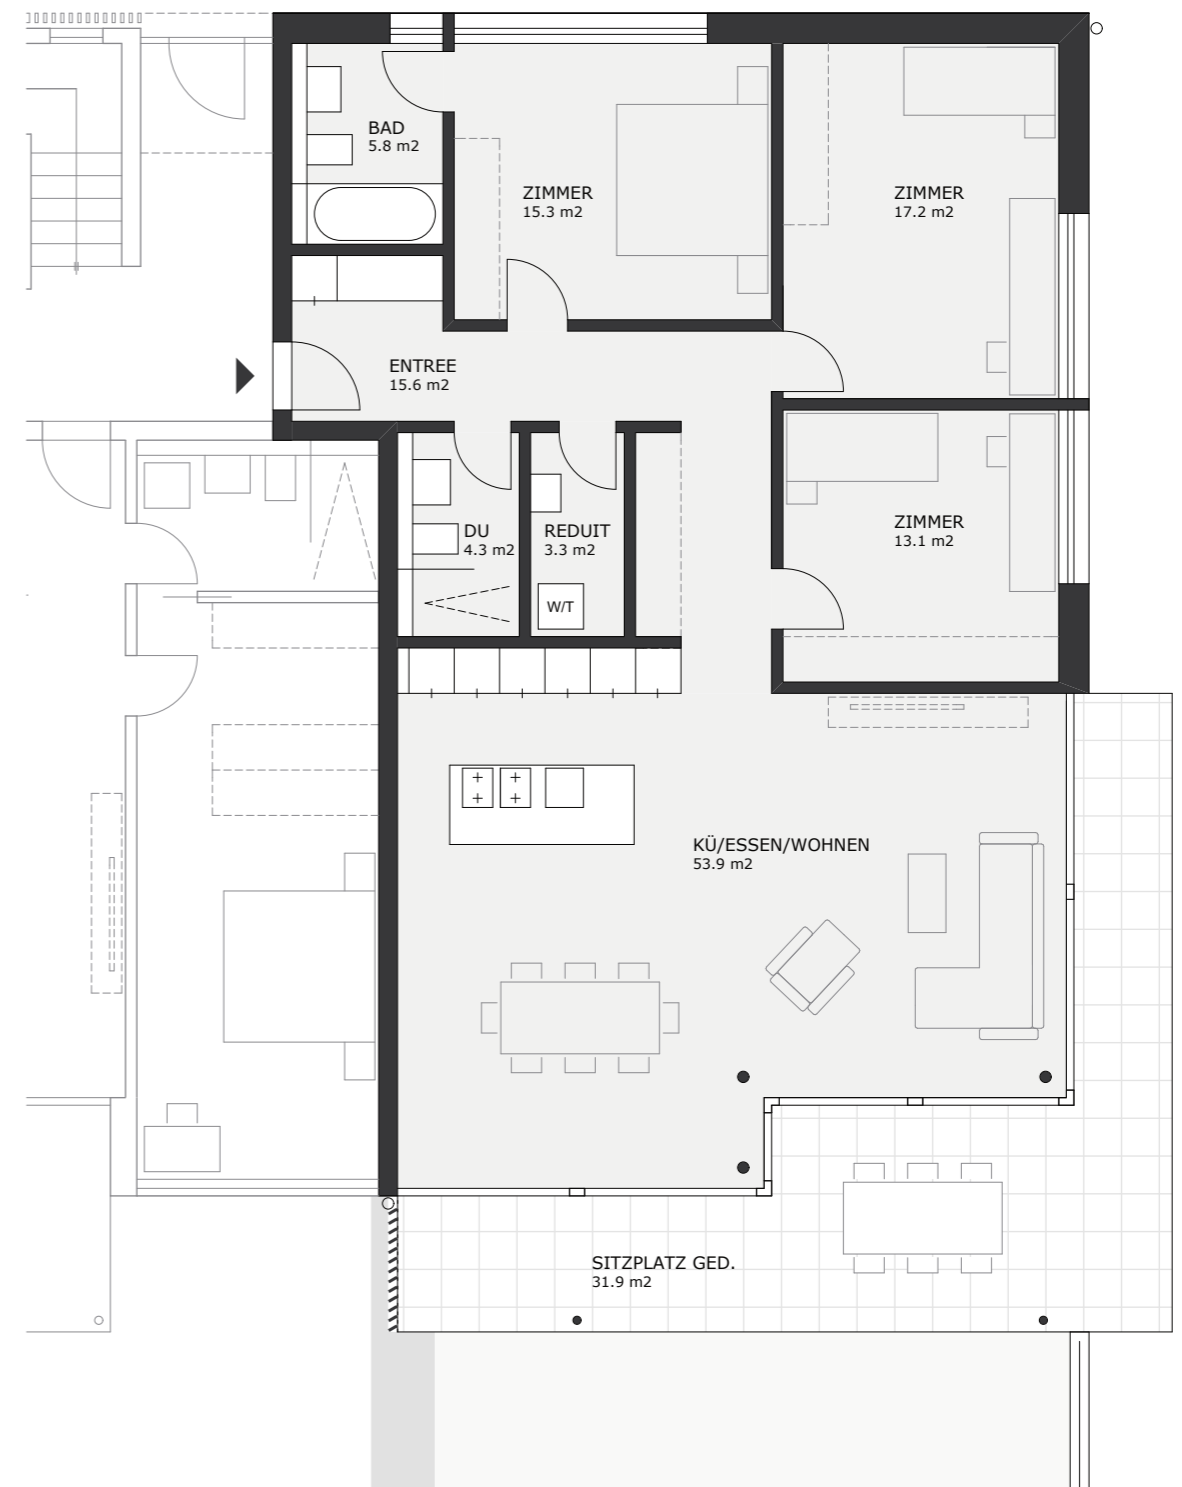 BAD
5.8 m2
ZIMMER
15.3 m2
ZIMMER
17.2 m2
ENTREE
15.6 m2
DU
4.3 m2
REDUIT
3.3 m2
W/T
ZIMMER
13.1 m2
KÜ/ESSEN/WOHNEN
53.9 m2
SITZPLATZ GED.
31.9 m2